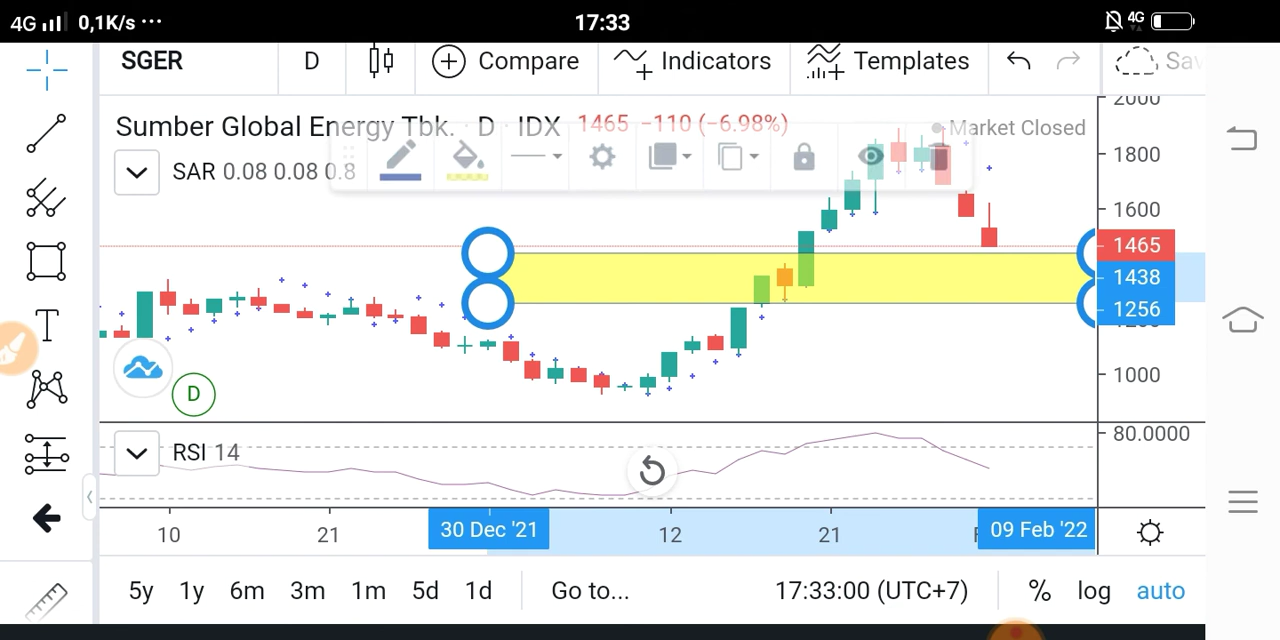 4G 0,1K/s ··· 17:33 4G
SGER D Compare Indicators Templates
Sumber Global Energy Tbk. · D · IDX 1465 −110 (−6.98%) Market Closed
SAR 0.08 0.08 0.8
2000
1800
1600
1465
1438
1256
1200
1000
D
RSI 14
80.0000
10 21 30 Dec '21 12 21 09 Feb '22
5y 1y 6m 3m 1m 5d 1d Go to... 17:33:00 (UTC+7) % log auto